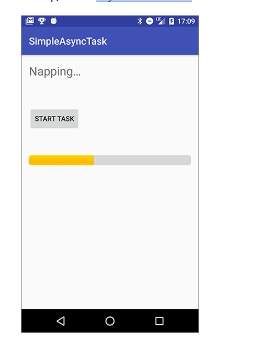 17:09
SimpleAsyncTask
Napping...
START TASK